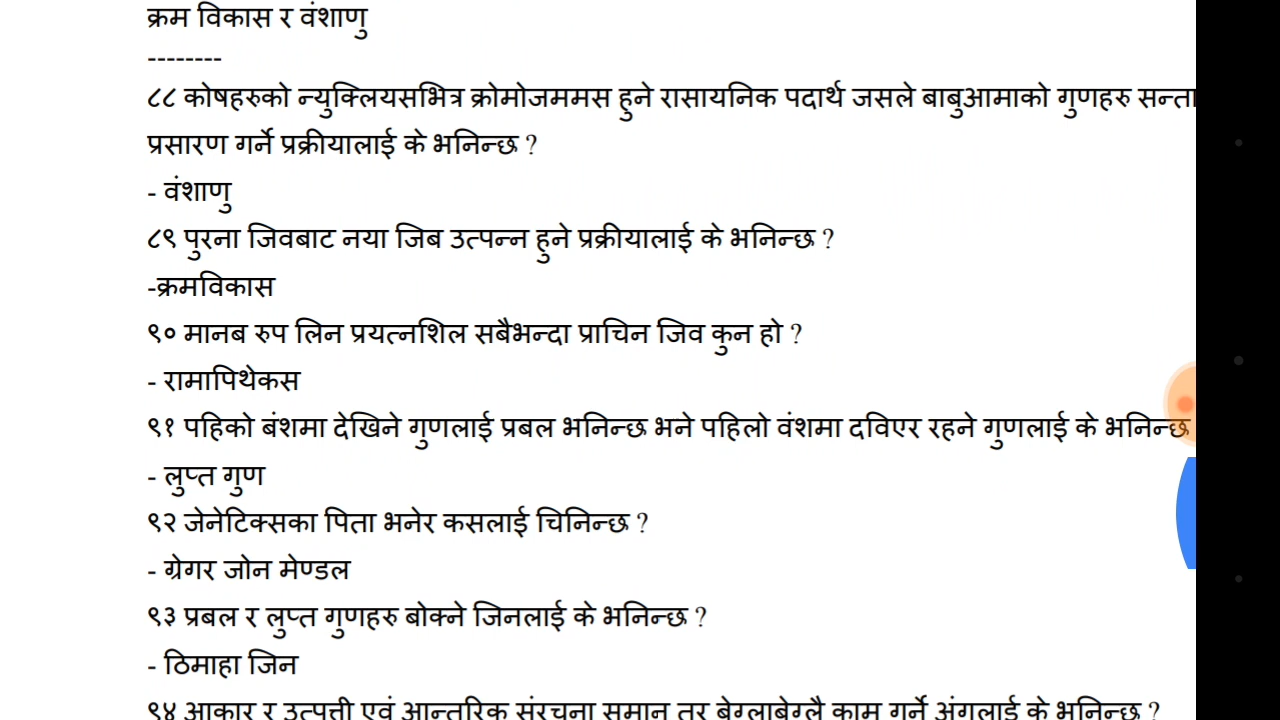 क्रम विकास र वंशाणु
--------
८८ कोषहरुको न्युक्लियसभित्र क्रोमोजममस हुने रासायनिक पदार्थ जसले बाबुआमाको गुणहरु सन्ता
प्रसारण गर्ने प्रक्रीयालाई के भनिन्छ ?
- वंशाणु
८९ पुरना जिवबाट नया जिब उत्पन्न हुने प्रक्रीयालाई के भनिन्छ ?
-क्रमविकास
९० मानब रुप लिन प्रयत्नशिल सबैभन्दा प्राचिन जिव कुन हो ?
- रामापिथेकस
९१ पहिको बंशमा देखिने गुणलाई प्रबल भनिन्छ भने पहिलो वंशमा दविएर रहने गुणलाई के भनिन्छ
- लुप्त गुण
९२ जेनेटिक्सका पिता भनेर कसलाई चिनिन्छ ?
- ग्रेगर जोन मेण्डल
९३ प्रबल र लुप्त गुणहरु बोक्ने जिनलाई के भनिन्छ ?
- ठिमाहा जिन
९४ आकार र उत्पत्ती एवं आन्तरिक संरचना समान तर बेग्लाबेग्लै काम गर्ने अंगलाई के भनिन्छ ?